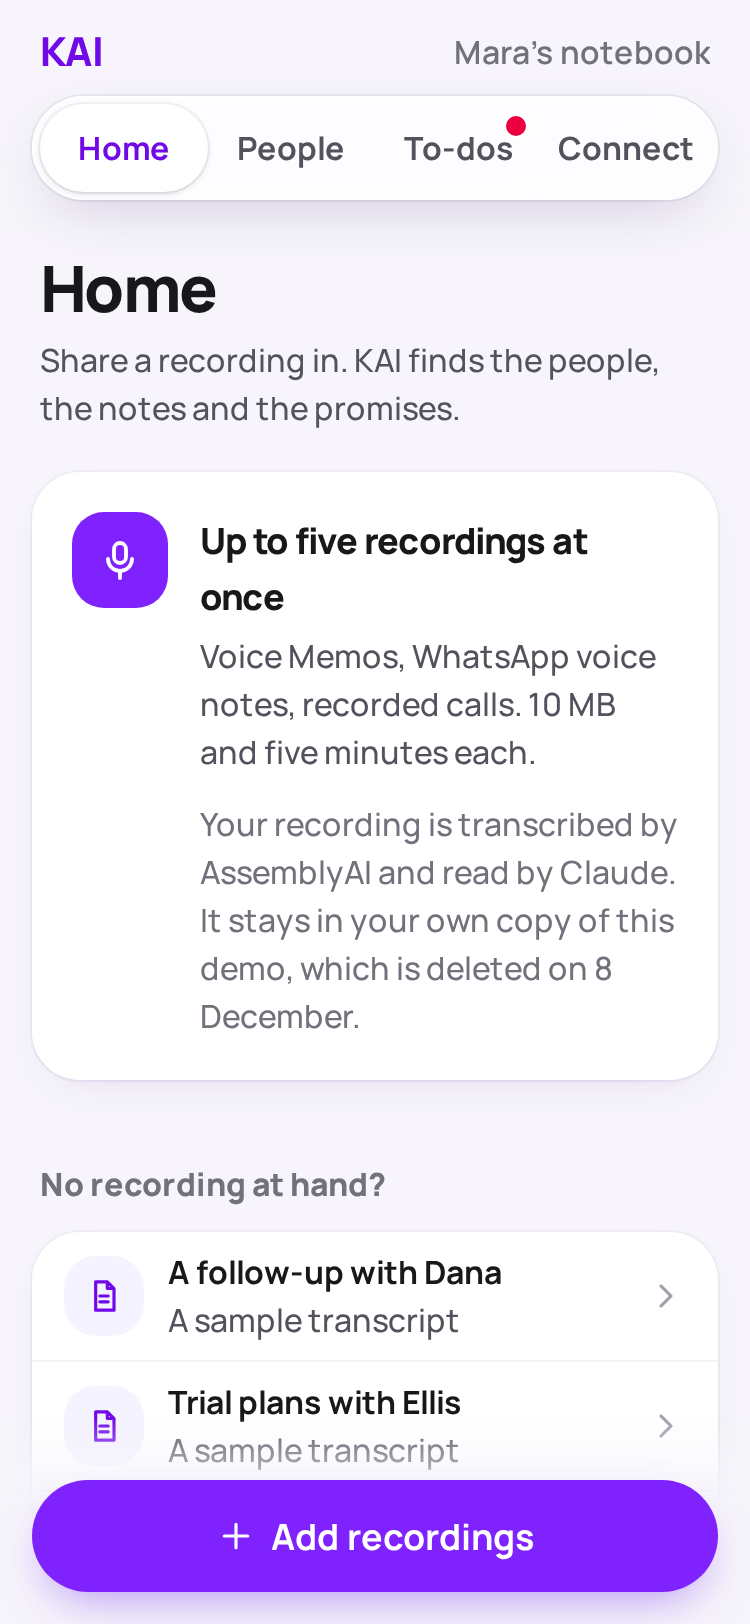 KAI
Mara’s notebook
Home
People
To-dos
Connect
Home
Share a recording in. KAI finds the people,
the notes and the promises.
Up to five recordings at
once
Voice Memos, WhatsApp voice
notes, recorded calls. 10 MB
and five minutes each.
Your recording is transcribed by
AssemblyAI and read by Claude.
It stays in your own copy of this
demo, which is deleted on 8
December.
No recording at hand?
A follow-up with Dana
A sample transcript
Trial plans with Ellis
A sample transcript
Add recordings